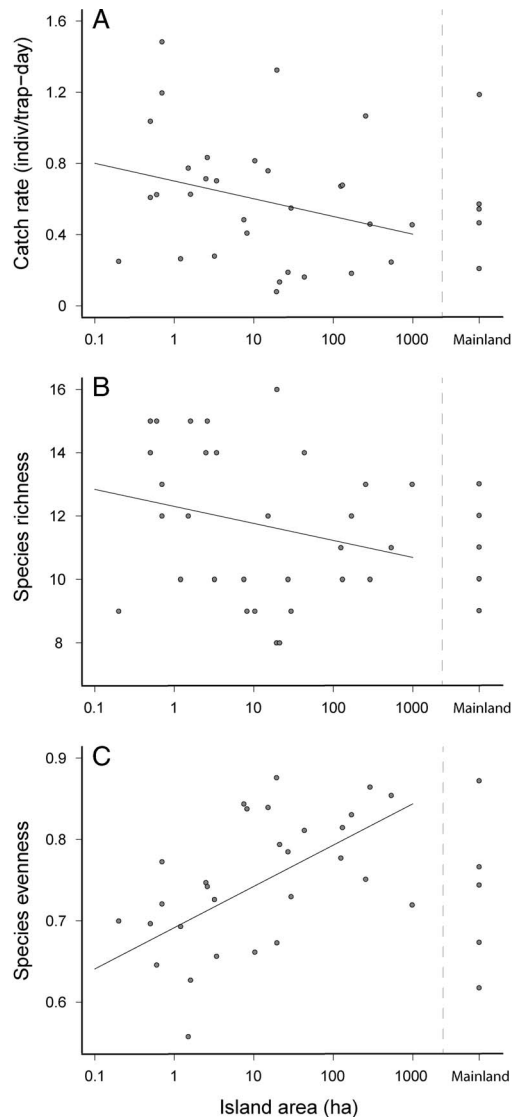 A
Catch rate (indiv/trap−day)
1.6
1.2
0.8
0.4
0
0.1 1 10 100 1000 Mainland
B
Species richness
16
14
12
10
8
0.1 1 10 100 1000 Mainland
C
Species evenness
0.9
0.8
0.7
0.6
0.1 1 10 100 1000 Mainland
Island area (ha)